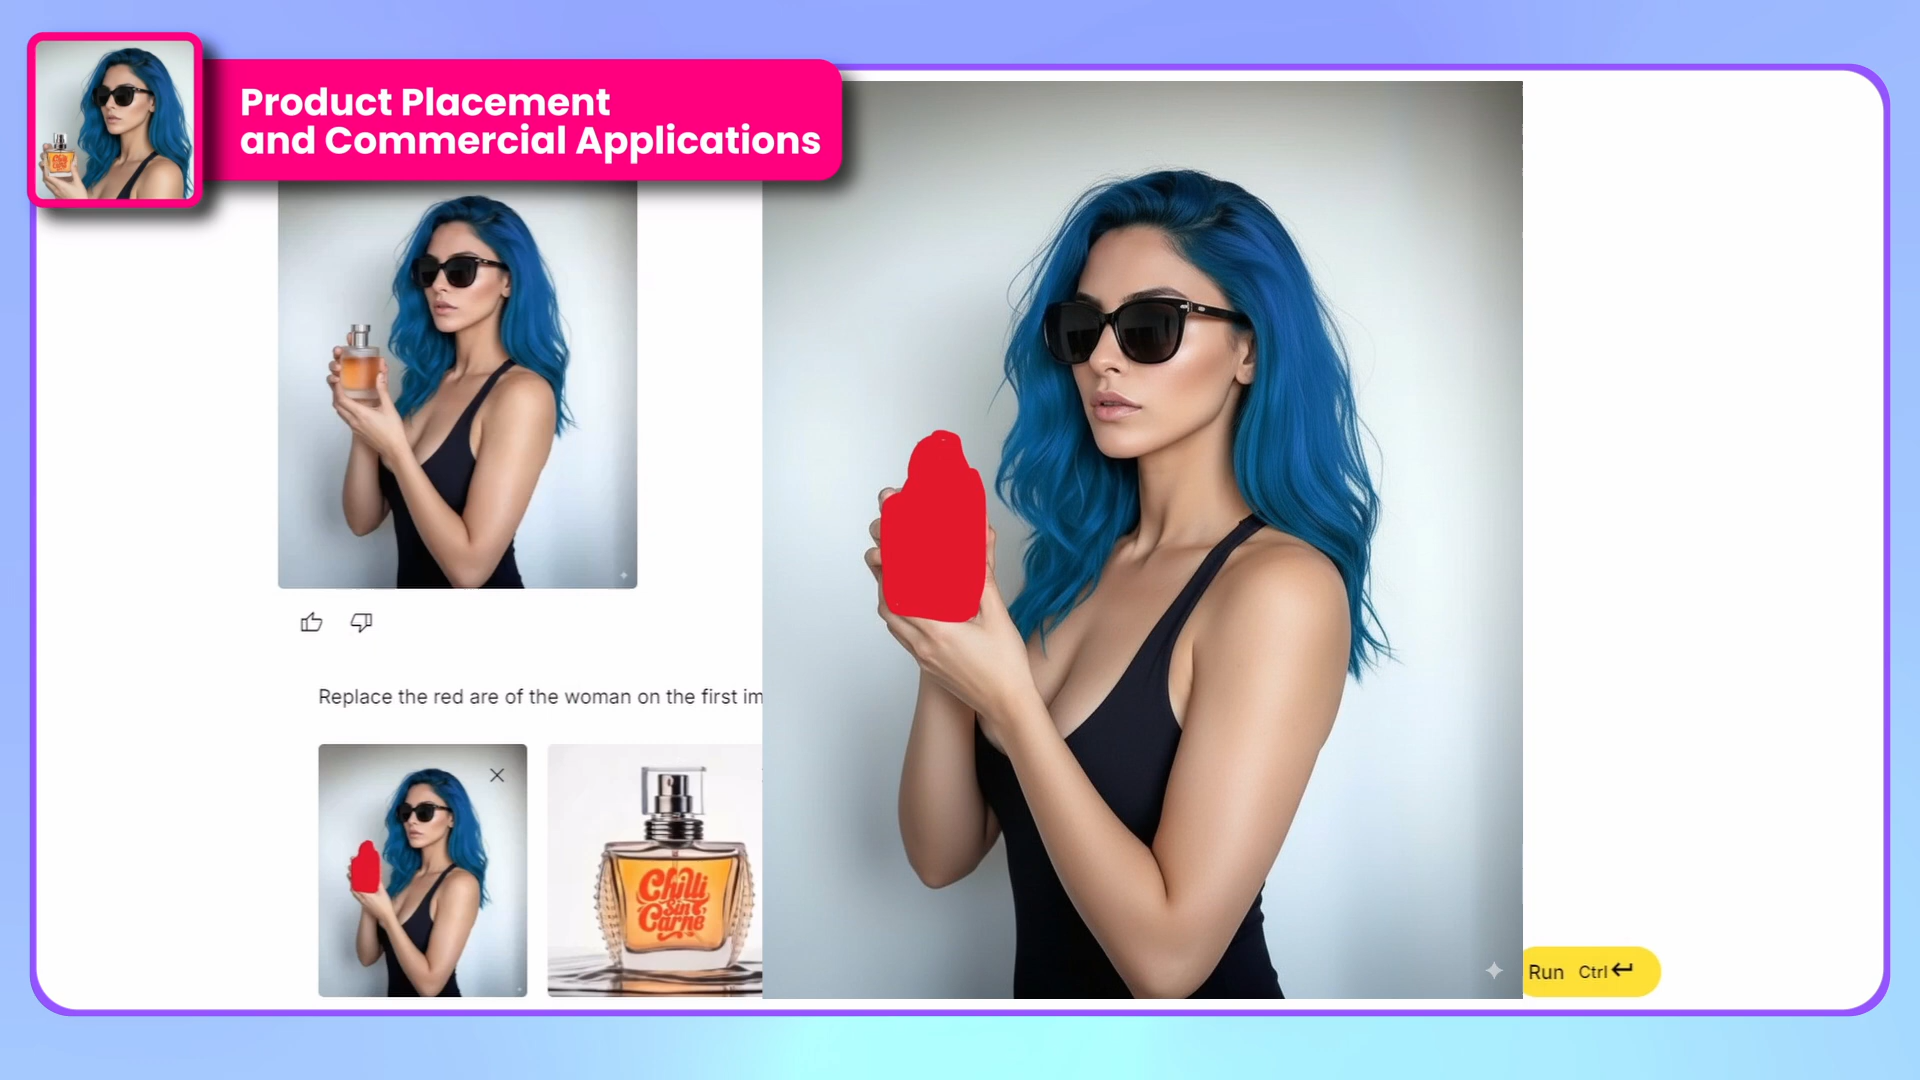 Product Placement
and Commercial Applications
Replace the red are of the woman on the first im
Chilli
Sin
Carne
Run Ctrl